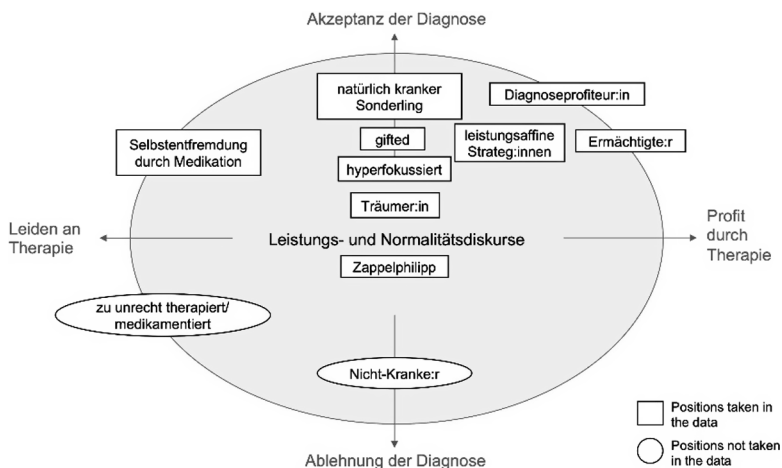 Akzeptanz der Diagnose
natürlich kranker
Sonderling
Diagnoseprofiteur:in
gifted
leistungsaffine
Strateg:innen
Ermächtigte:r
Selbstentfremdung
durch Medikation
hyperfokussiert
Träumer:in
Leiden an
Therapie
Leistungs- und Normalitätsdiskurse
Profit
durch
Therapie
Zappelphilipp
zu unrecht therapiert/
medikamentiert
Nicht-Kranke:r
Ablehnung der Diagnose
Positions taken in
the data
Positions not taken
in the data